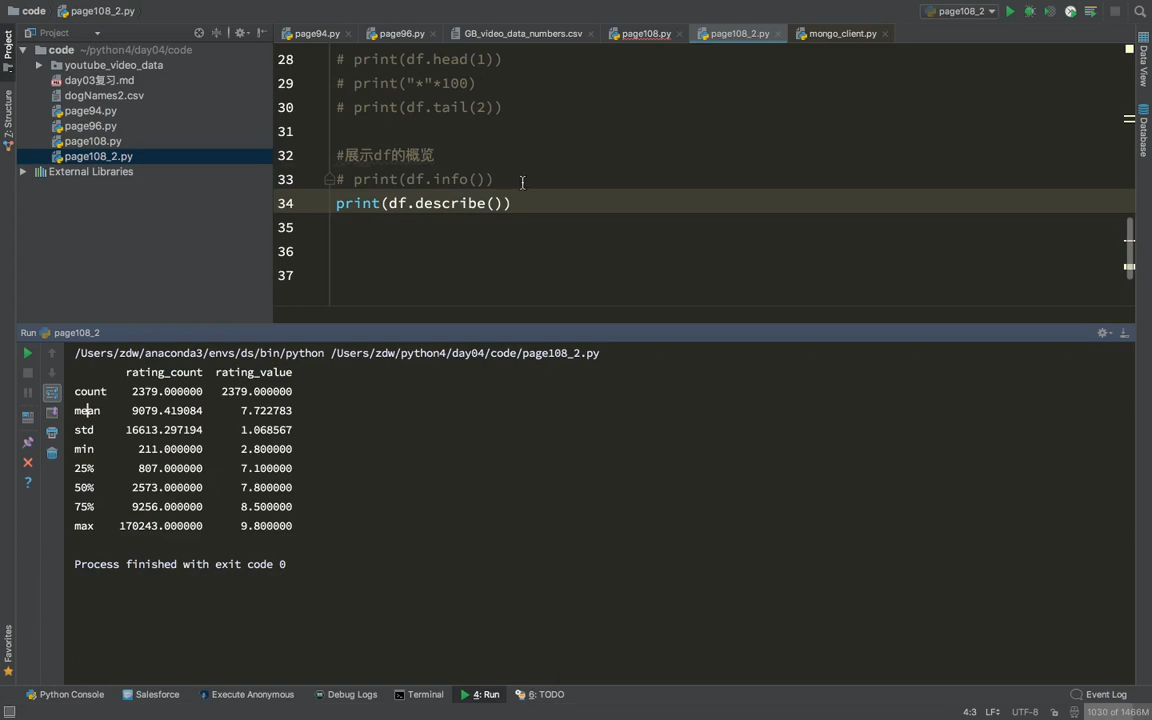 code page108_2.py page108_2
Project
page94.py page96.py GB_video_data_numbers.csv page108.py page108_2.py mongo_client.py
code ~/python4/day04/code
youtube_video_data
day03复习.md
dogNames2.csv
page94.py
page96.py
page108.py
page108_2.py
External Libraries
28 # print(df.head(1))
29 # print("*"*100)
30 # print(df.tail(2))
31
32 #展示df的概览
33 # print(df.info())
34 print(df.describe())
35
36
37
Project
Z: Structure
Favorites
Data View
Database
Run page108_2
/Users/zdw/anaconda3/envs/ds/bin/python /Users/zdw/python4/day04/code/page108_2.py
rating_count rating_value
count 2379.000000 2379.000000
mean 9079.419084 7.722783
std 16613.297194 1.068567
min 211.000000 2.800000
25% 807.000000 7.100000
50% 2573.000000 7.800000
75% 9256.000000 8.500000
max 170243.000000 9.800000
Process finished with exit code 0
Python Console Salesforce Execute Anonymous Debug Logs Terminal 4: Run 6: TODO Event Log
4:3 LF UTF-8 1030 of 1466M